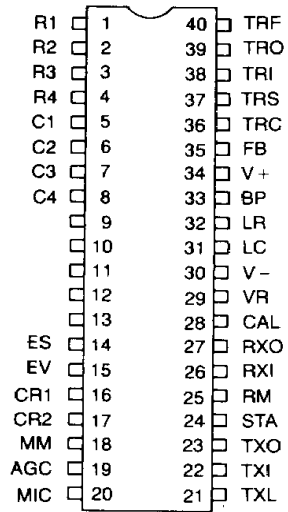 R1 1 40 TRF
R2 2 39 TRO
R3 3 38 TRI
R4 4 37 TRS
C1 5 36 TRC
C2 6 35 FB
C3 7 34 V+
C4 8 33 BP
9 32 LR
10 31 LC
11 30 V-
12 29 VR
13 28 CAL
ES 14 27 RXO
EV 15 26 RXI
CR1 16 25 RM
CR2 17 24 STA
MM 18 23 TXO
AGC 19 22 TXI
MIC 20 21 TXL